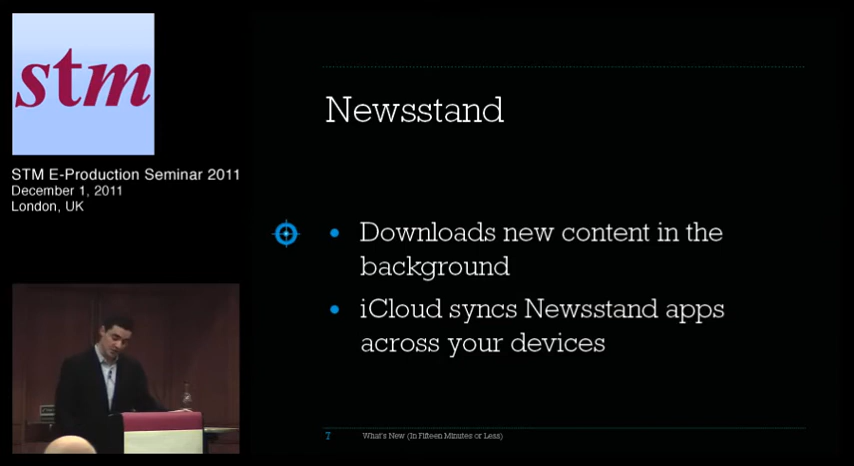 stm
STM E-Production Seminar 2011
December 1, 2011
London, UK
Newsstand
Downloads new content in the
background
iCloud syncs Newsstand apps
across your devices
7 What's New (In Fifteen Minutes or Less)